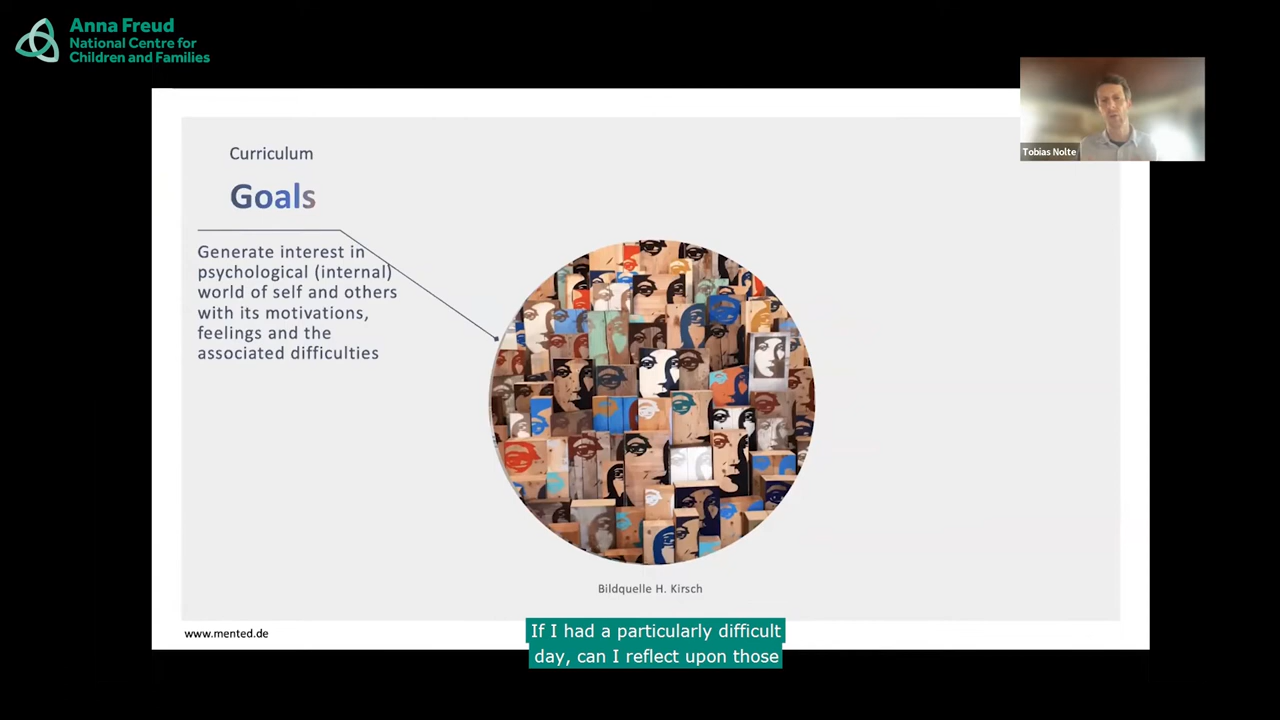 Anna Freud
National Centre for
Children and Families
Tobias Nolte
Curriculum
Goals
Generate interest in
psychological (internal)
world of self and others
with its motivations,
feelings and the
associated difficulties
Bildquelle H. Kirsch
www.mented.de
If I had a particularly difficult
day, can I reflect upon those